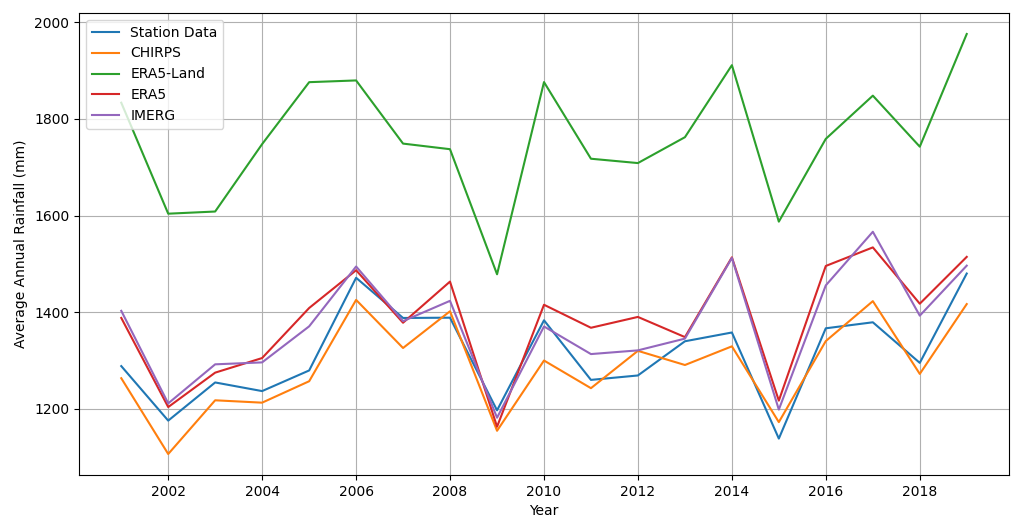 Station Data
CHIRPS
ERA5-Land
ERA5
IMERG
2000
1800
1600
1400
1200
Average Annual Rainfall (mm)
2002 2004 2006 2008 2010 2012 2014 2016 2018
Year